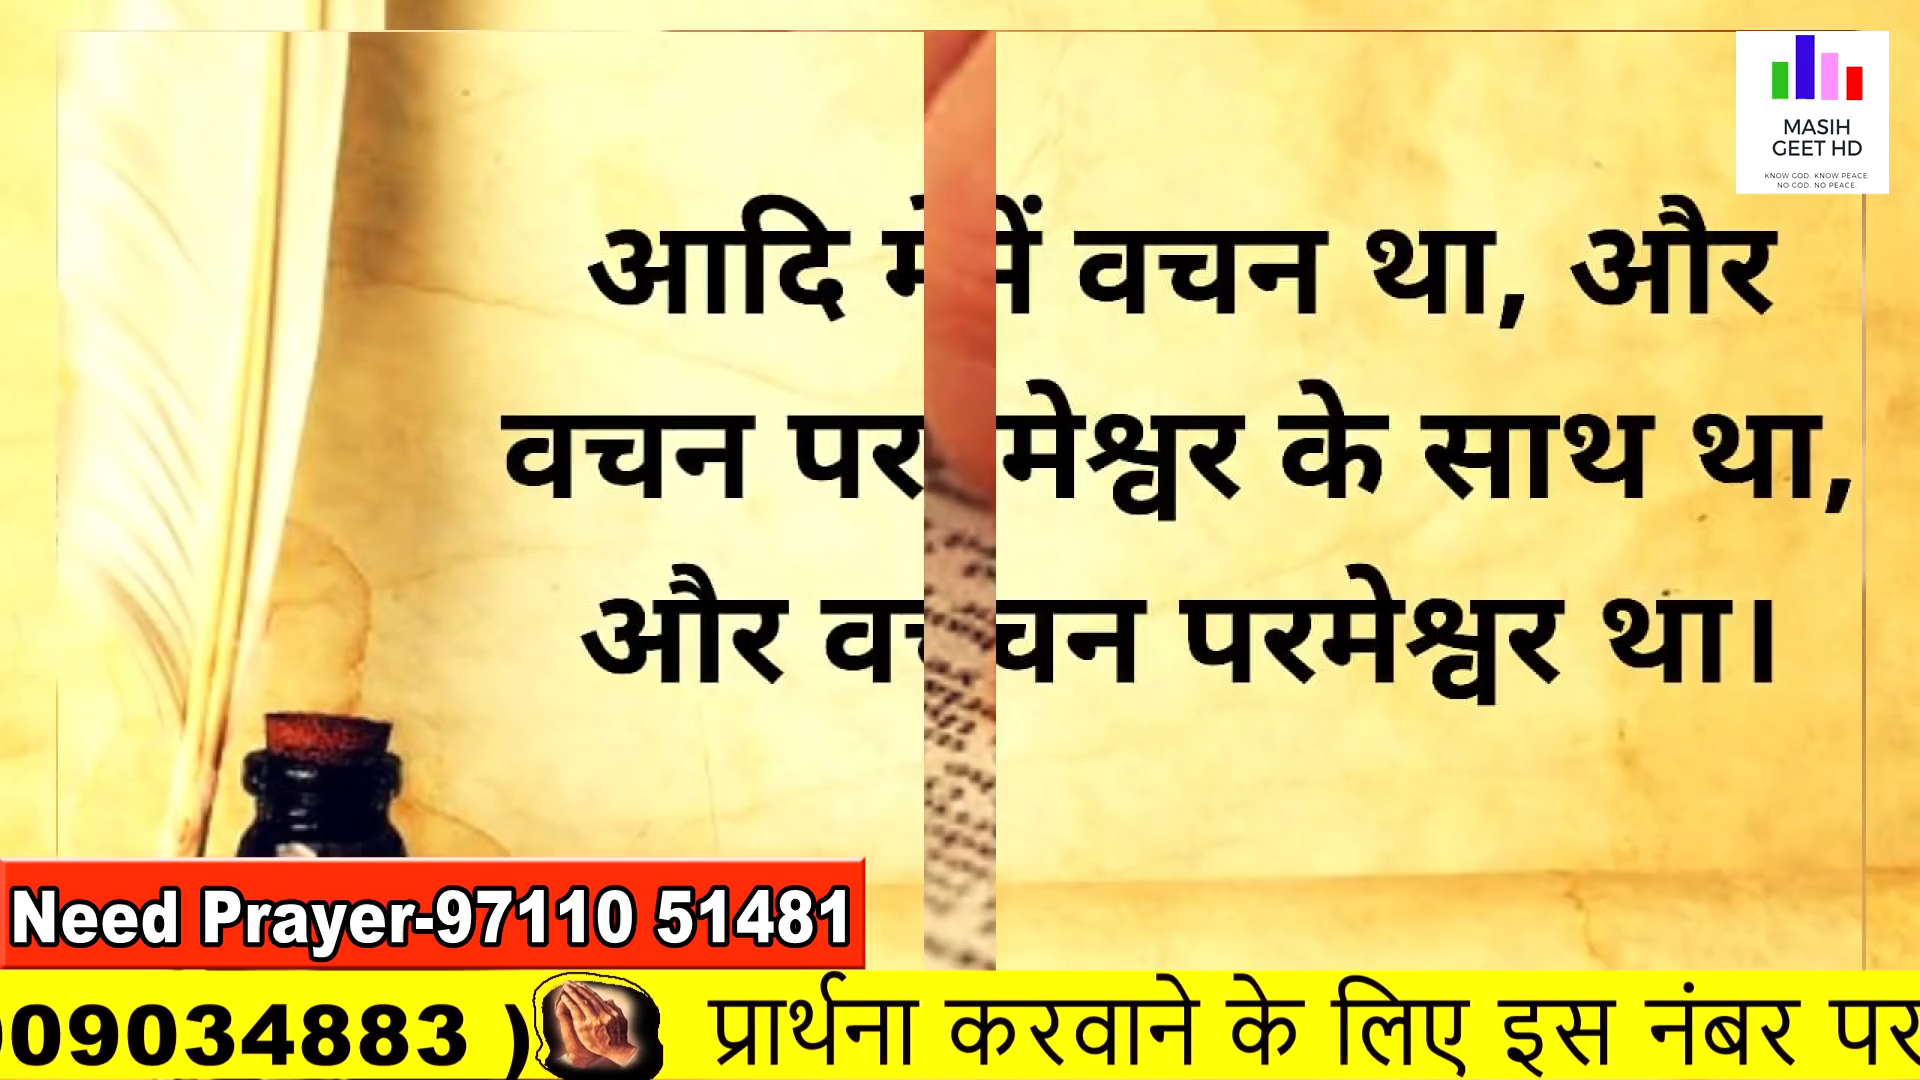 MASIH
GEET HD
KNOW GOD. KNOW PEACE.
NO GOD. NO PEACE.
आदि में वचन था, और
वचन परमेश्वर के साथ था,
और वचन परमेश्वर था।
Need Prayer-97110 51481
09034883 ) प्रार्थना करवाने के लिए इस नंबर पर